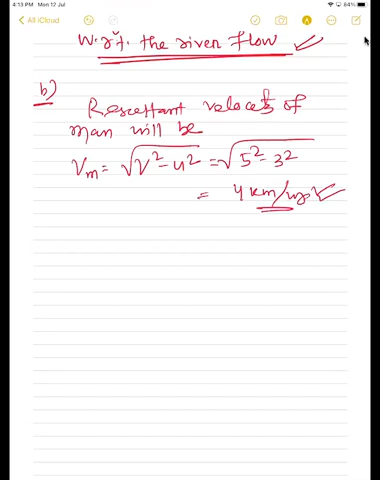 4:13 PM Mon 12 Jul
84%
All iCloud
w.r.t. the river flow
b)
Resultant velocity of
man will be
Vm = √V² - u² = √5² - 3²
= 4 km/hr